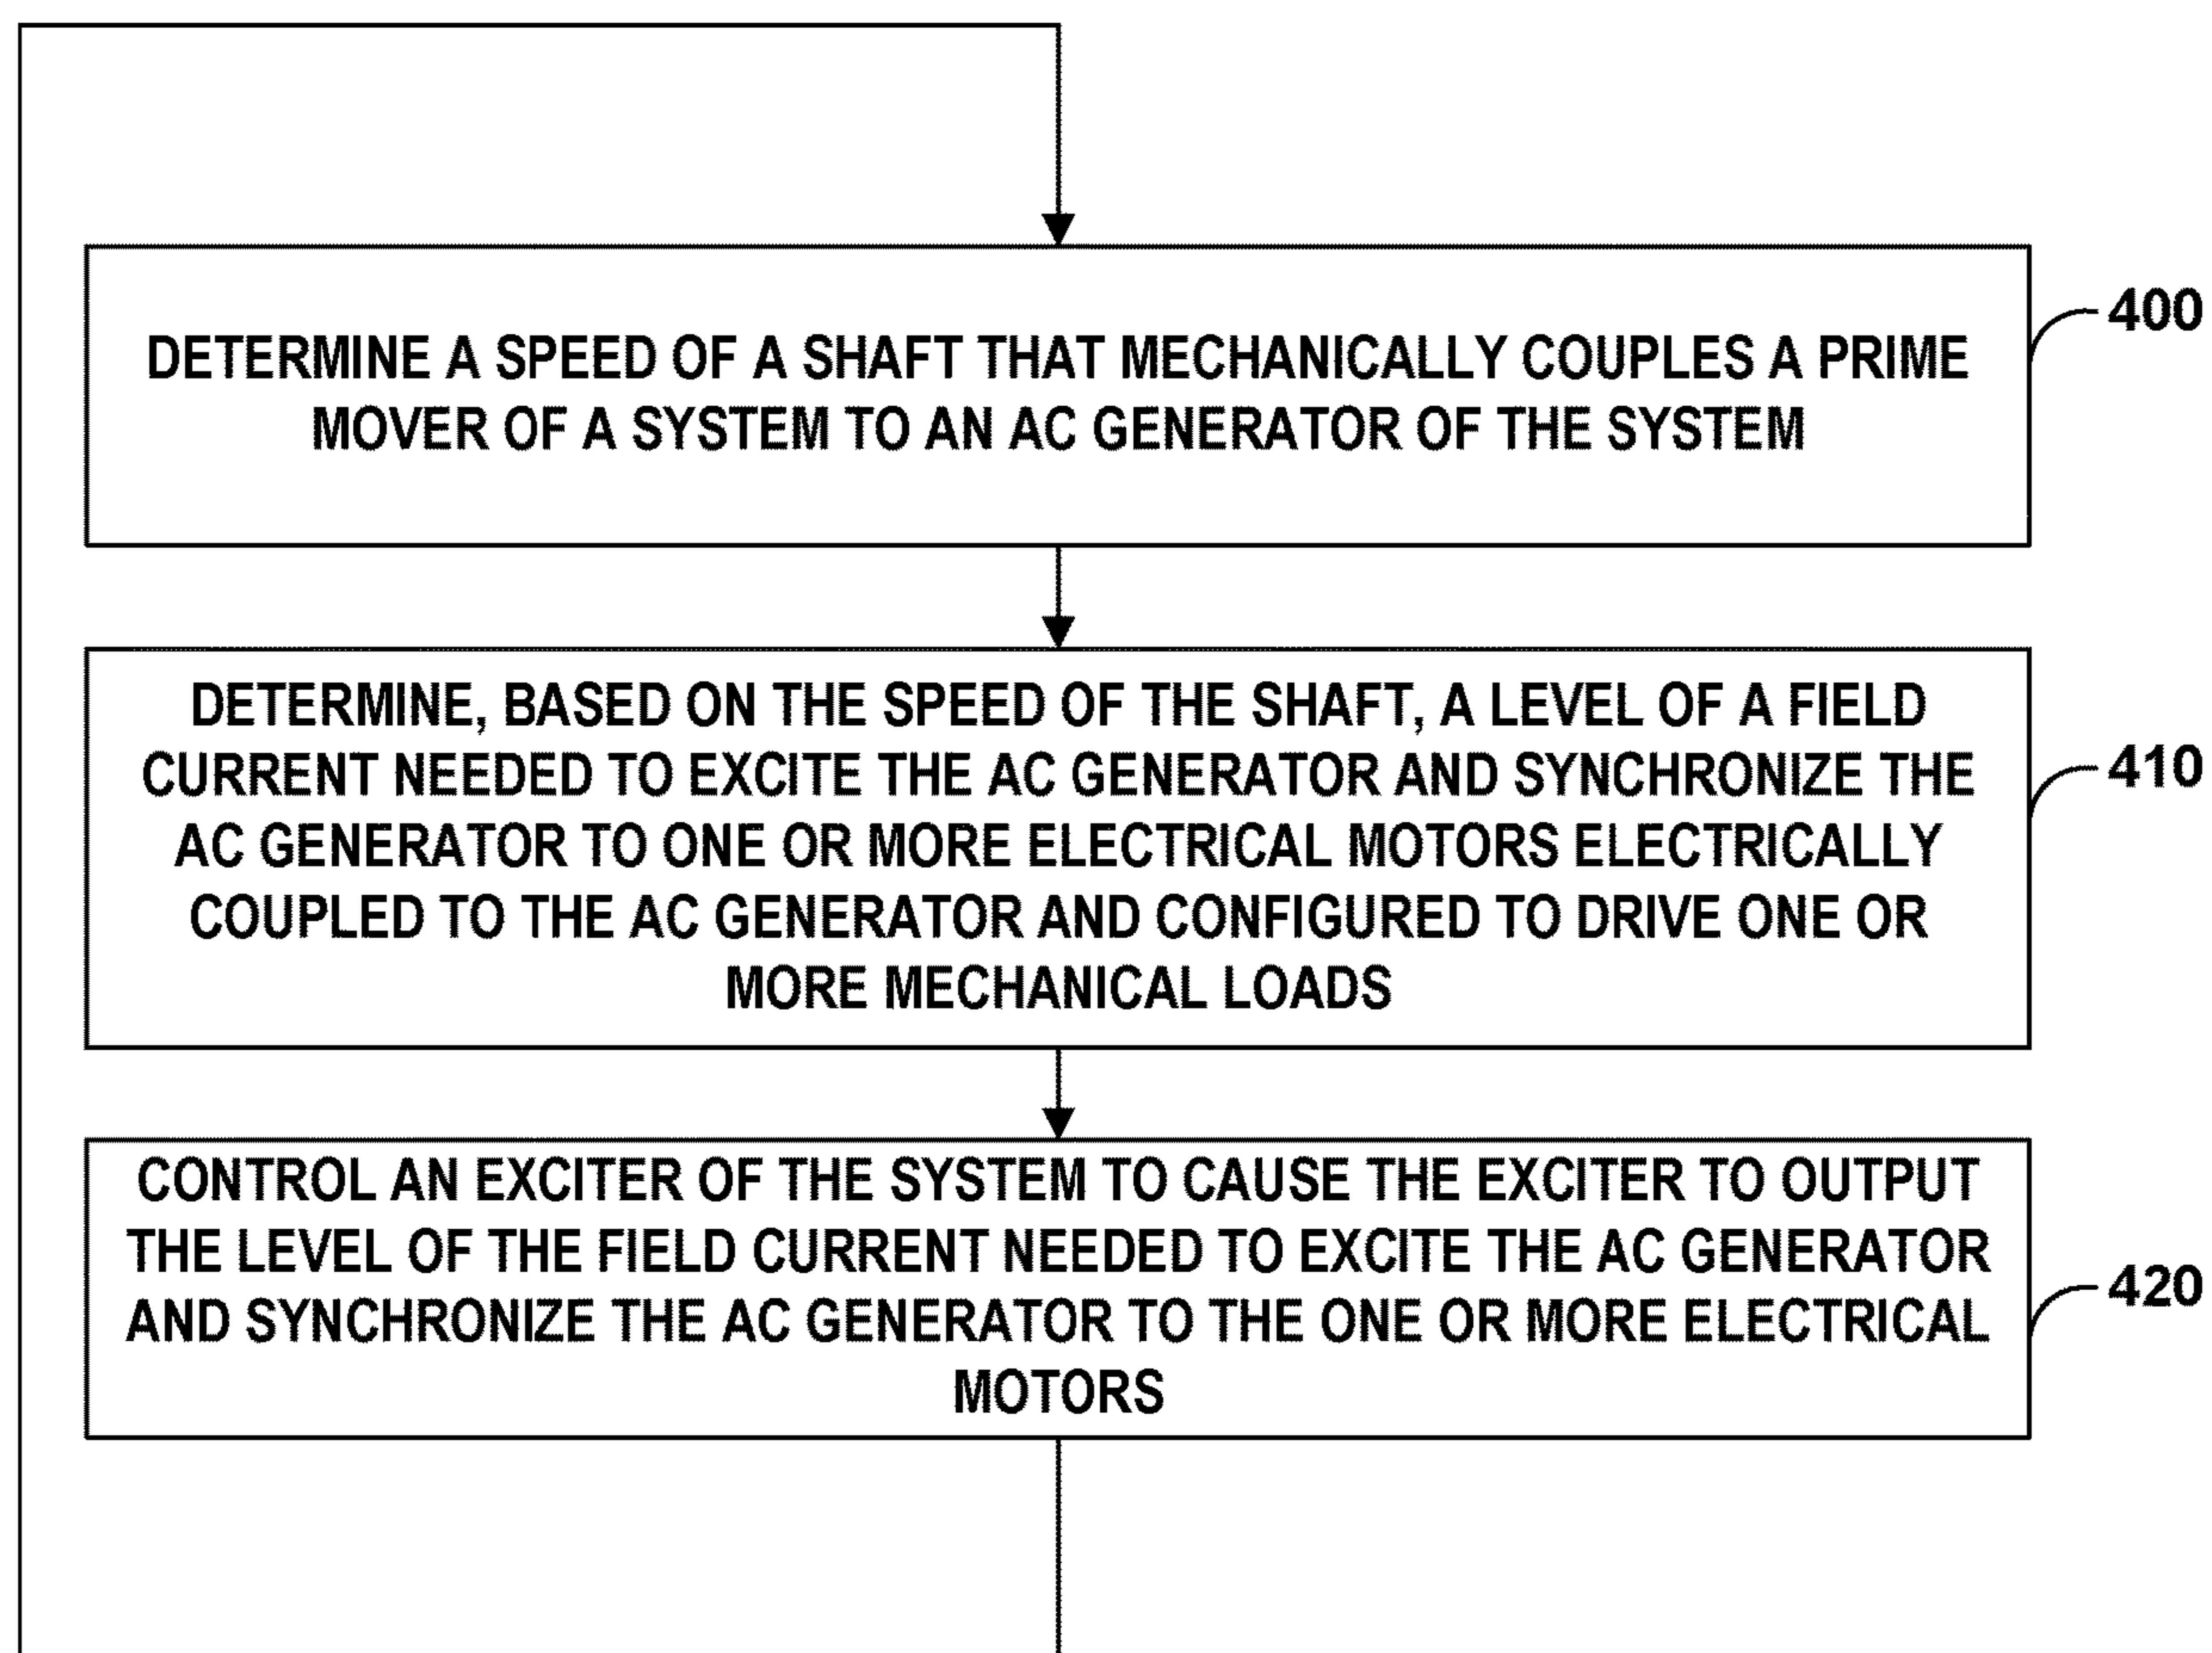 DETERMINE A SPEED OF A SHAFT THAT MECHANICALLY COUPLES A PRIME
MOVER OF A SYSTEM TO AN AC GENERATOR OF THE SYSTEM
400
DETERMINE, BASED ON THE SPEED OF THE SHAFT, A LEVEL OF A FIELD
CURRENT NEEDED TO EXCITE THE AC GENERATOR AND SYNCHRONIZE THE
AC GENERATOR TO ONE OR MORE ELECTRICAL MOTORS ELECTRICALLY
COUPLED TO THE AC GENERATOR AND CONFIGURED TO DRIVE ONE OR
MORE MECHANICAL LOADS
410
CONTROL AN EXCITER OF THE SYSTEM TO CAUSE THE EXCITER TO OUTPUT
THE LEVEL OF THE FIELD CURRENT NEEDED TO EXCITE THE AC GENERATOR
AND SYNCHRONIZE THE AC GENERATOR TO THE ONE OR MORE ELECTRICAL
MOTORS
420